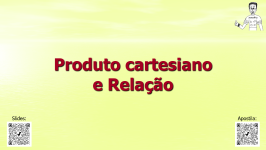 Produto cartesiano
e Relação
Slides:
Apostila: